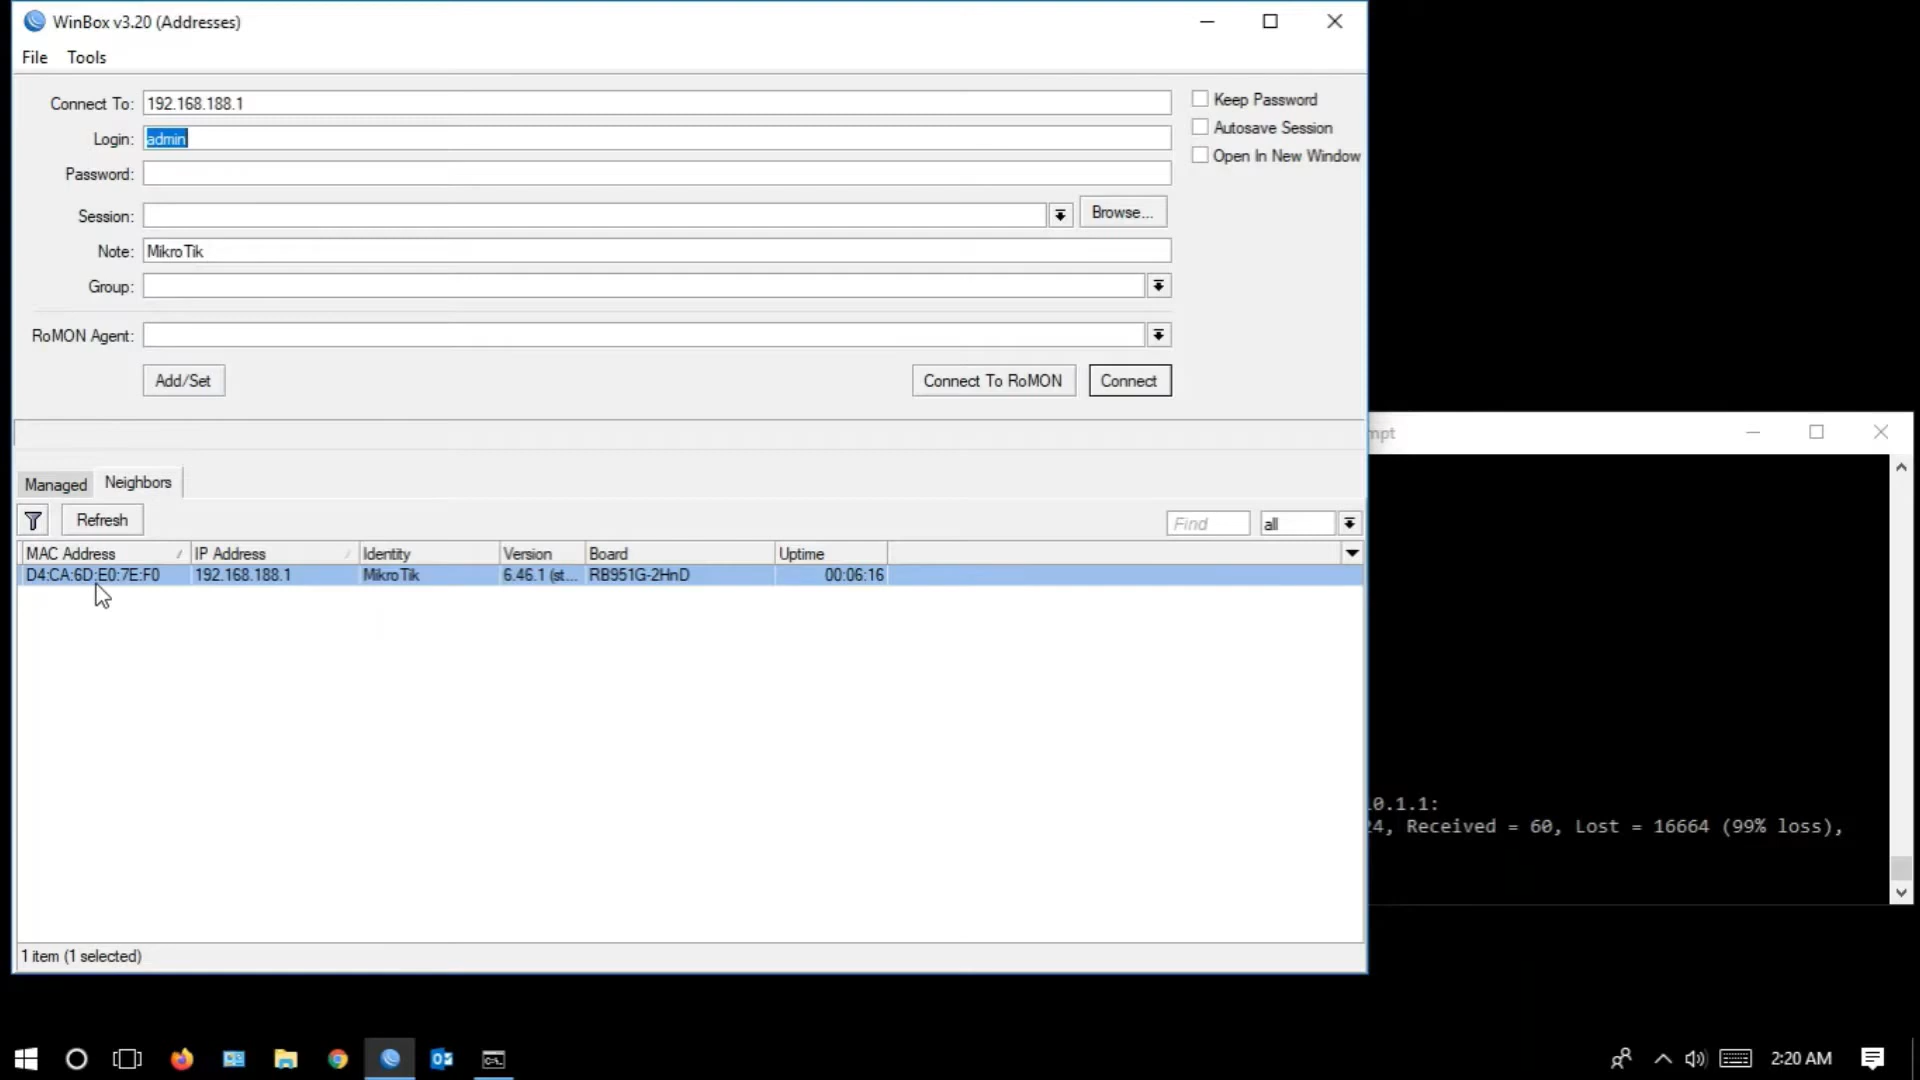 WinBox v3.20 (Addresses)
File Tools
Connect To: 192.168.188.1
Keep Password
Login: admin
Autosave Session
Password:
Open In New Window
Session:
Browse...
Note: MikroTik
Group:
RoMON Agent:
Add/Set
Connect To RoMON
Connect
mpt
Managed Neighbors
Refresh
Find
all
MAC Address IP Address Identity Version Board Uptime
D4:CA:6D:E0:7E:F0 192.168.188.1 MikroTik 6.46.1 (st... RB951G-2HnD 00:06:16
0.1.1:
24, Received = 60, Lost = 16664 (99% loss),
1 item (1 selected)
2:20 AM